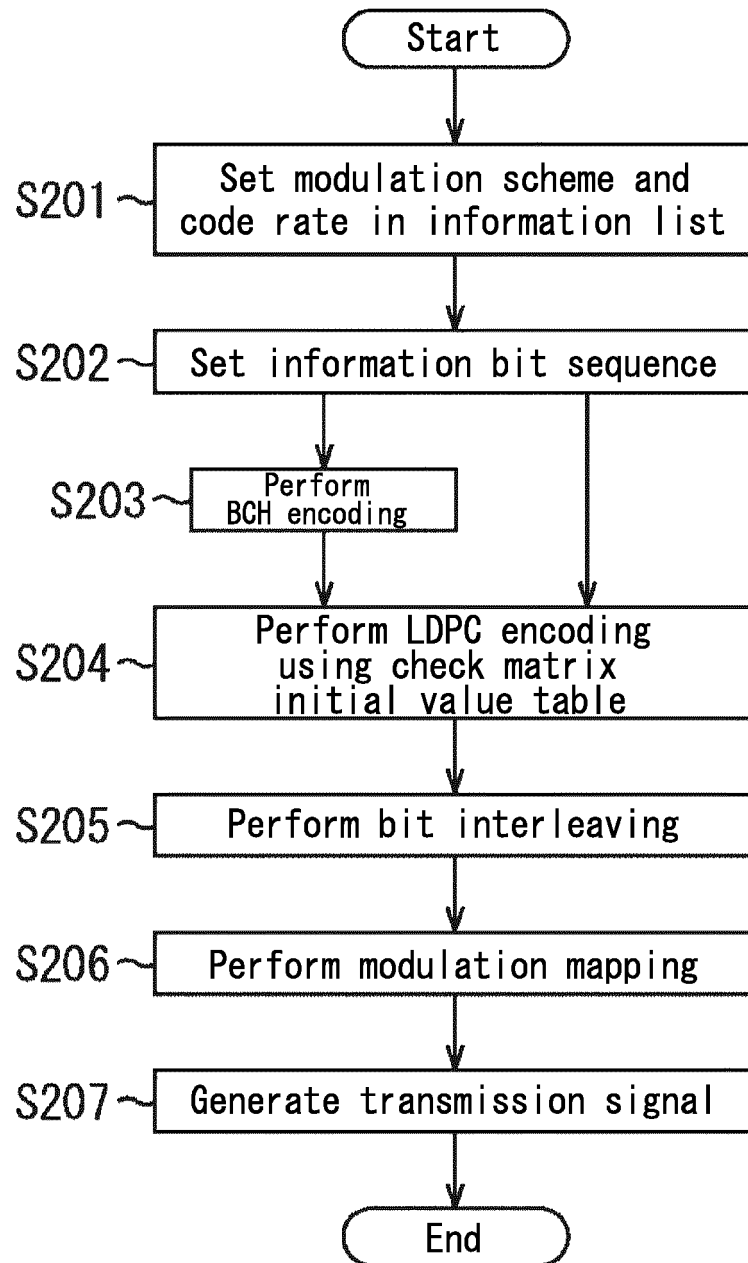 Start
S201
Set modulation scheme and
code rate in information list
S202
Set information bit sequence
S203
Perform
BCH encoding
S204
Perform LDPC encoding
using check matrix
initial value table
S205
Perform bit interleaving
S206
Perform modulation mapping
S207
Generate transmission signal
End